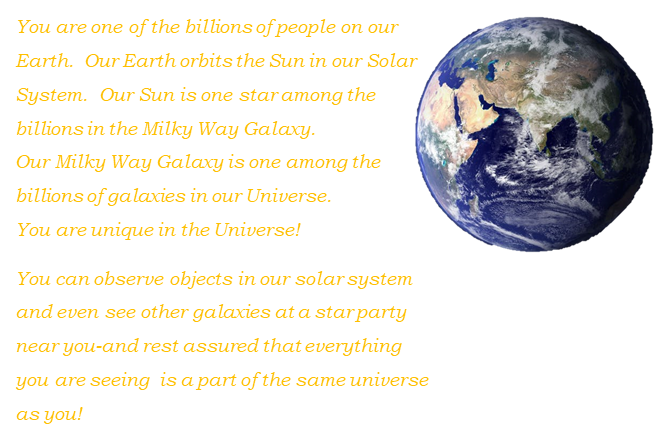 You are one of the billions of people on our
Earth.  Our Earth orbits the Sun in our Solar
System.  Our Sun is one star among the
billions in the Milky Way Galaxy.
Our Milky Way Galaxy is one among the
billions of galaxies in our Universe.
You are unique in the Universe!
You can observe objects in our solar system
and even see other galaxies at a star party
near you-and rest assured that everything
you are seeing  is a part of the same universe
as you!